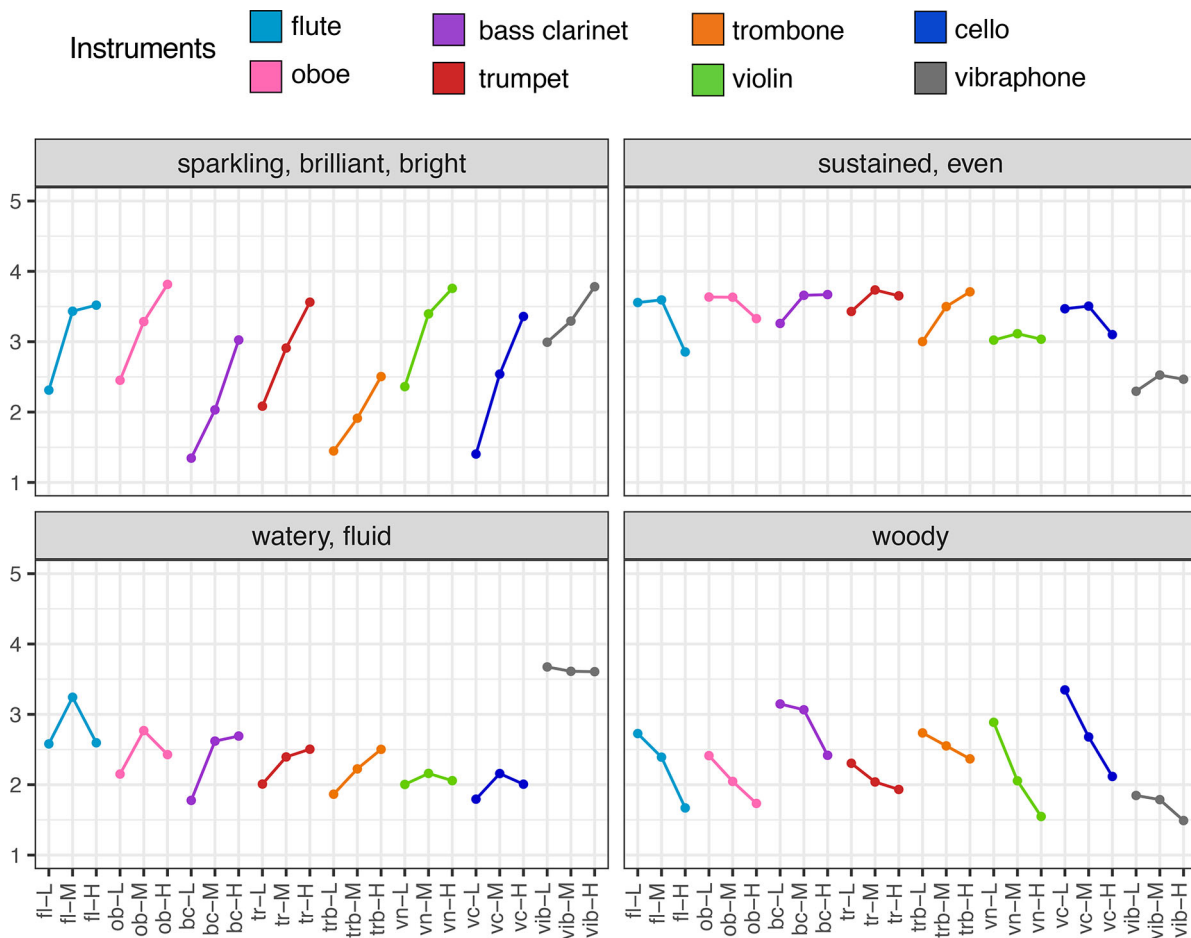 Instruments
flute
bass clarinet
trombone
cello
oboe
trumpet
violin
vibraphone
sparkling, brilliant, bright
sustained, even
5
4
3
2
1
watery, fluid
woody
5
4
3
2
1
fl–L
fl–M
fl–H
ob–L
ob–M
ob–H
bc–L
bc–M
bc–H
tr–L
tr–M
tr–H
trb–L
trb–M
trb–H
vn–L
vn–M
vn–H
vc–L
vc–M
vc–H
vib–L
vib–M
vib–H
fl–L
fl–M
fl–H
ob–L
ob–M
ob–H
bc–L
bc–M
bc–H
tr–L
tr–M
tr–H
trb–L
trb–M
trb–H
vn–L
vn–M
vn–H
vc–L
vc–M
vc–H
vib–L
vib–M
vib–H